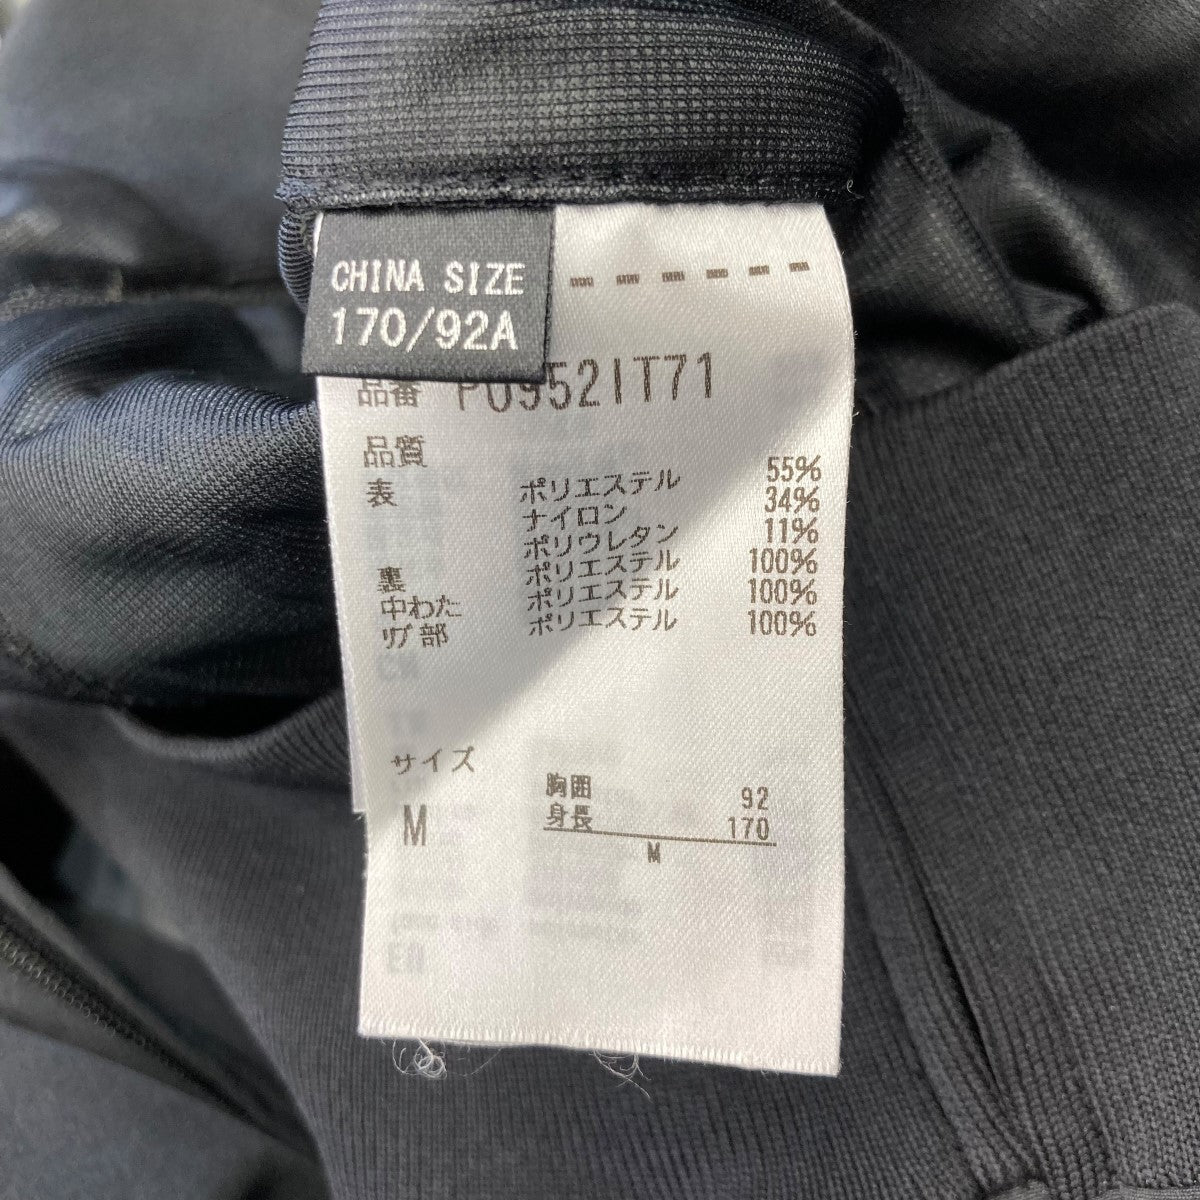 CHINA SIZE
170/92A
品番 P0952IT71
品質
表 ポリエステル 55%
ナイロン 34%
ポリウレタン 11%
裏 ポリエステル 100%
中わた ポリエステル 100%
リブ部 ポリエステル 100%
サイズ
M
胸囲 92
身長 170
M